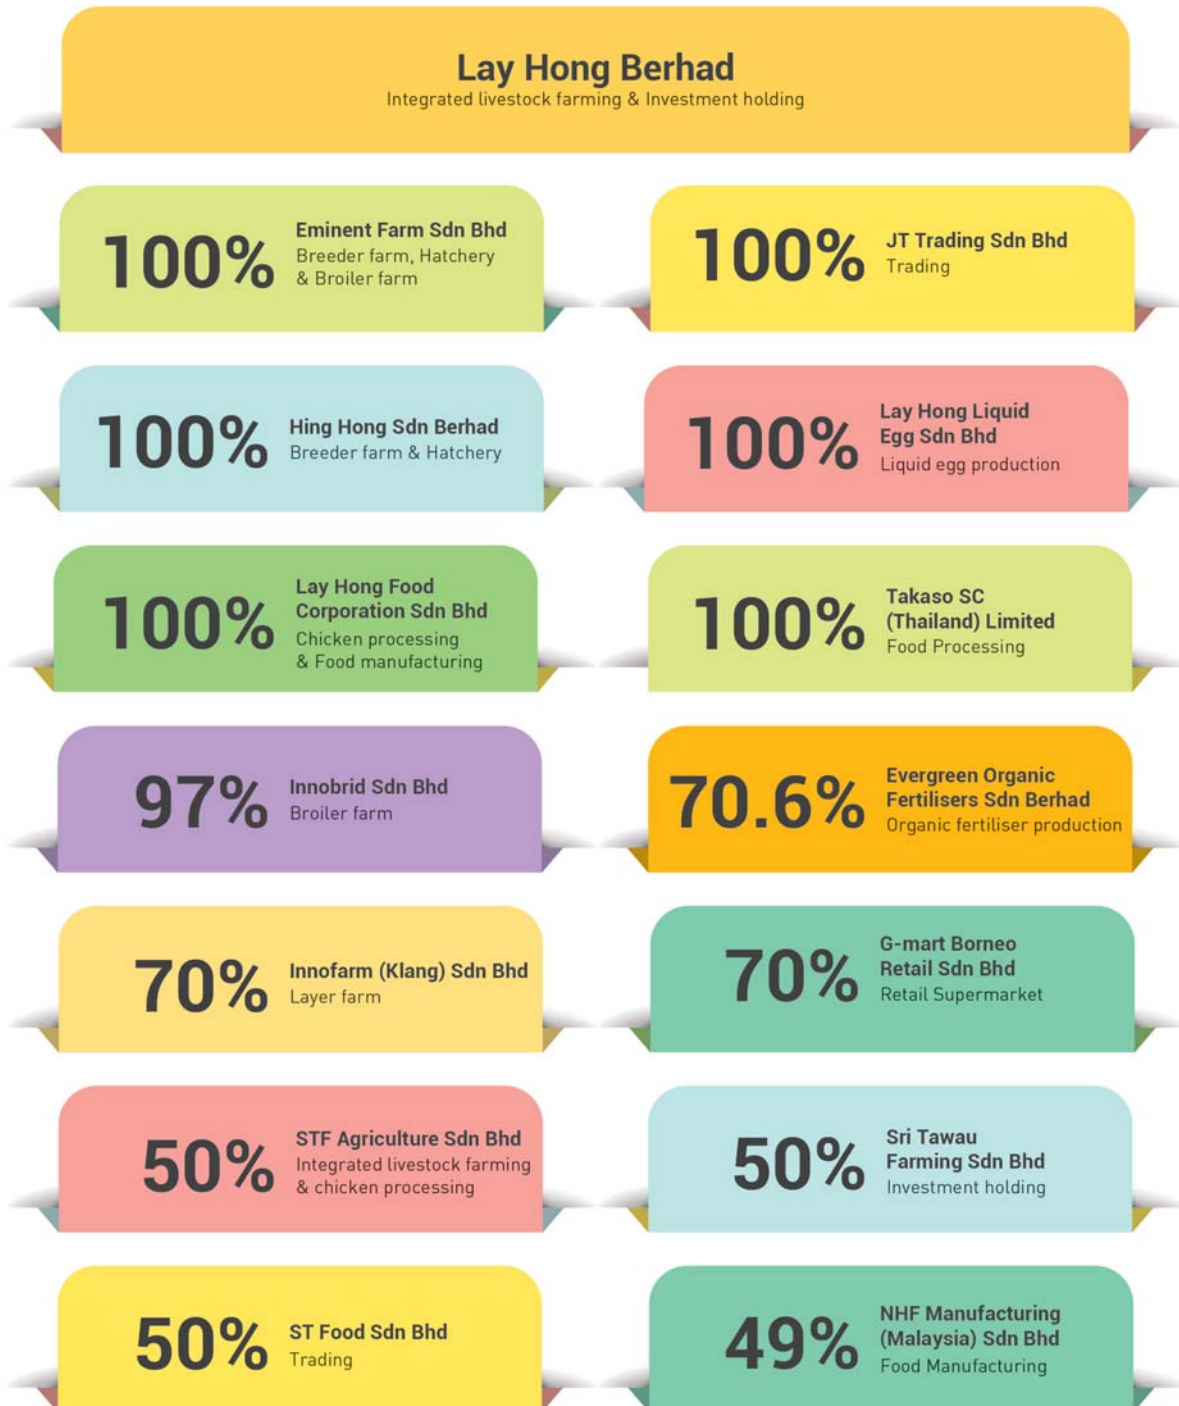 Lay Hong Berhad
Integrated livestock farming & Investment holding
100%
Eminent Farm Sdn Bhd
Breeder farm, Hatchery
& Broiler farm
100%
JT Trading Sdn Bhd
Trading
100%
Hing Hong Sdn Berhad
Breeder farm & Hatchery
100%
Lay Hong Liquid
Egg Sdn Bhd
Liquid egg production
100%
Lay Hong Food
Corporation Sdn Bhd
Chicken processing
& Food manufacturing
100%
Takaso SC
(Thailand) Limited
Food Processing
97%
Innobrid Sdn Bhd
Broiler farm
70.6%
Evergreen Organic
Fertilisers Sdn Berhad
Organic fertiliser production
70%
Innofarm (Klang) Sdn Bhd
Layer farm
70%
G-mart Borneo
Retail Sdn Bhd
Retail Supermarket
50%
STF Agriculture Sdn Bhd
Integrated livestock farming
& chicken processing
50%
Sri Tawau
Farming Sdn Bhd
Investment holding
50%
ST Food Sdn Bhd
Trading
49%
NHF Manufacturing
(Malaysia) Sdn Bhd
Food Manufacturing